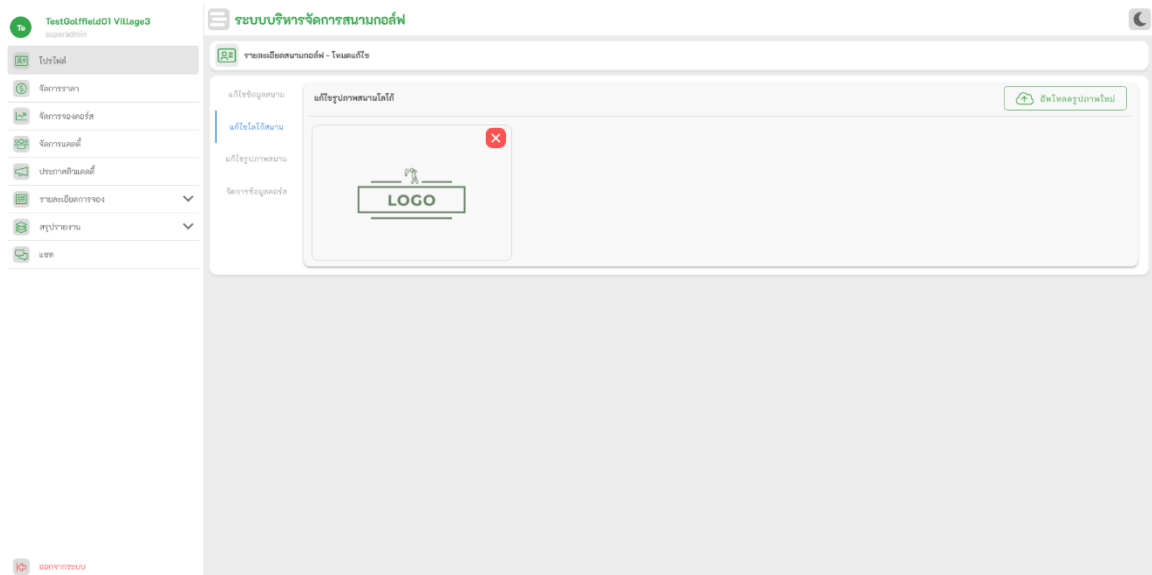 Te
TestGolffield01 Village3
superadmin
โปรไฟล์
จัดการราคา
จัดการจองคอร์ส
จัดการแคดดี้
ประกาศคิวแคดดี้
รายละเอียดการจอง
สรุปรายงาน
แชท
ออกจากระบบ
ระบบบริหารจัดการสนามกอล์ฟ
รายละเอียดสนามกอล์ฟ - โหมดแก้ไข
แก้ไขข้อมูลสนาม
แก้ไขโลโก้สนาม
แก้ไขรูปภาพสนาม
จัดการข้อมูลคอร์ส
แก้ไขรูปภาพสนามโลโก้
อัพโหลดรูปภาพใหม่
LOGO